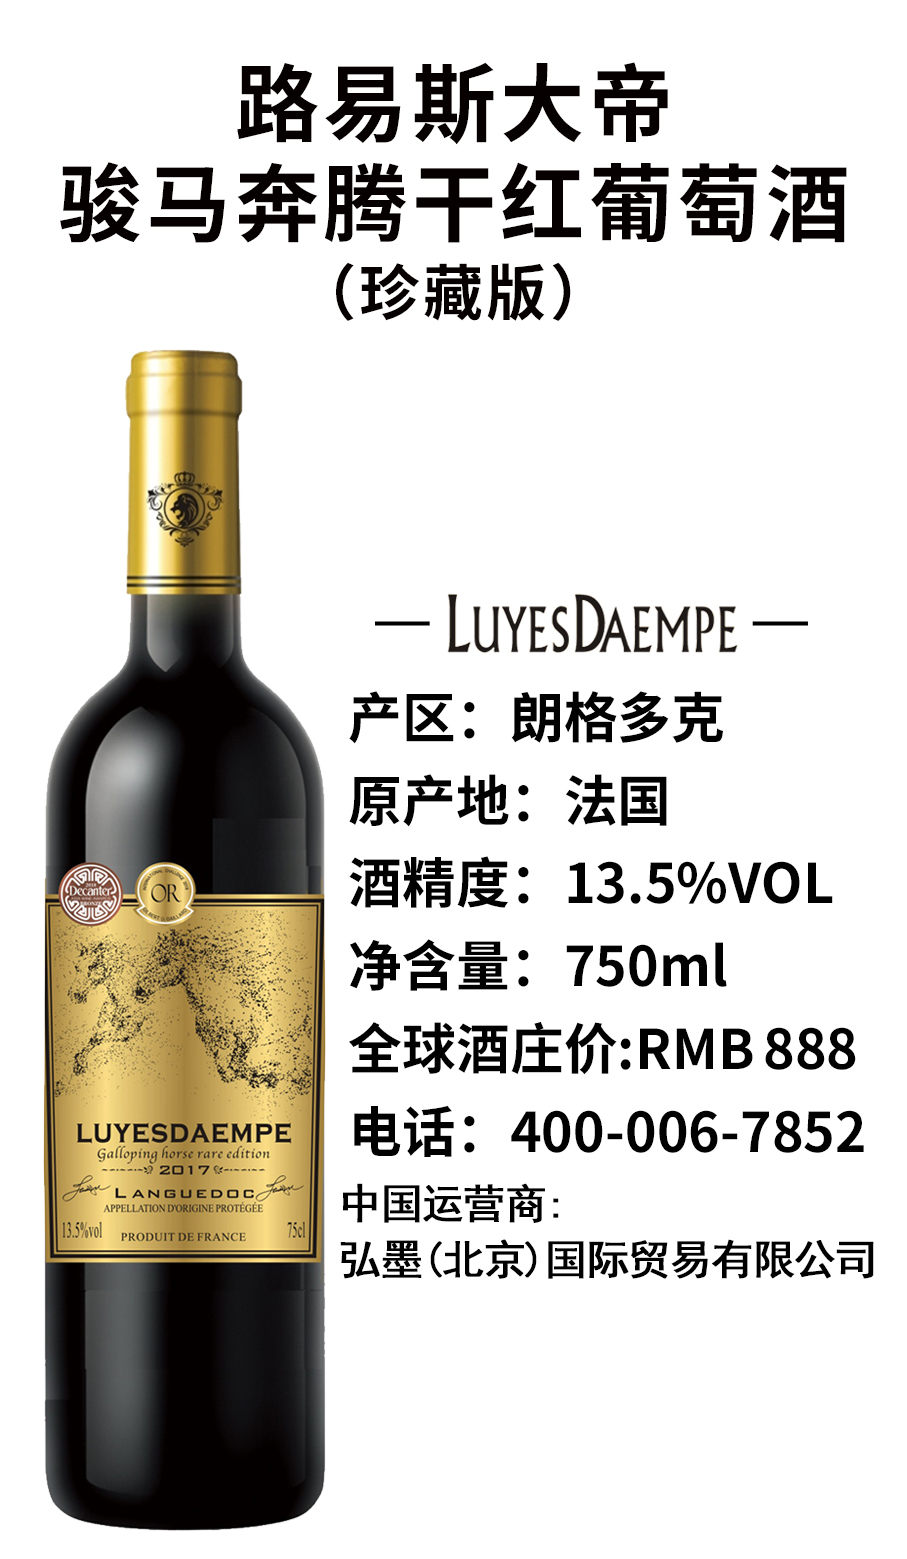 路易斯大帝
骏马奔腾干红葡萄酒
（珍藏版）
LUYESDAEMPE
产区：朗格多克
原产地：法国
酒精度：13.5%VOL
净含量：750ml
全球酒庄价:RMB 888
电话：400-006-7852
中国运营商:
弘墨(北京)国际贸易有限公司
Decanter
OR
LUYESDAEMPE
Galloping horse rare edition
2017
LANGUEDOC
APPELLATION D'ORIGINE PROTÉGÉE
13.5%vol
75cl
PRODUIT DE FRANCE